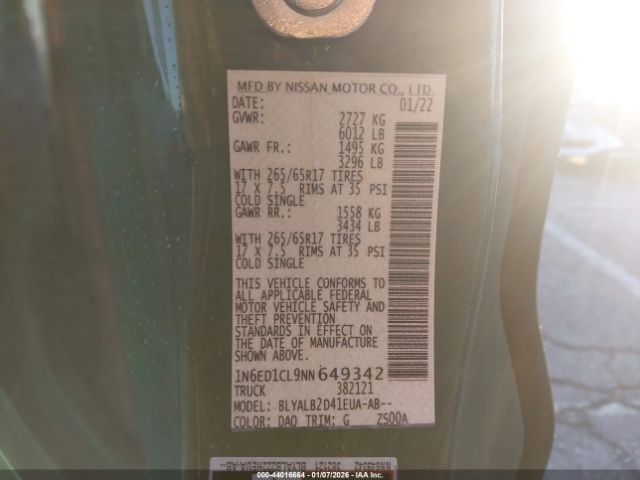 MFD BY NISSAN MOTOR CO., LTD
DATE: 01/22
GVWR: 2727 KG
6012 LB
GAWR FR.: 1495 KG
3296 LB
WITH 265/65R17 TIRES
17 X 7.5 RIMS AT 35 PSI
COLD SINGLE
GAWR RR.: 1558 KG
3434 LB
WITH 265/65R17 TIRES
17 X 7.5 RIMS AT 35 PSI
COLD SINGLE
THIS VEHICLE CONFORMS TO
ALL APPLICABLE FEDERAL
MOTOR VEHICLE SAFETY AND
THEFT PREVENTION
STANDARDS IN EFFECT ON
THE DATE OF MANUFACTURE
SHOWN ABOVE.
1N6ED1CL9NN649342
TRUCK 382121
MODEL: BLYALB2D41EUA-AB--
COLOR: DAQ TRIM: G ZS00A
000-44016664 - 01/07/2026 - © IAA Inc.